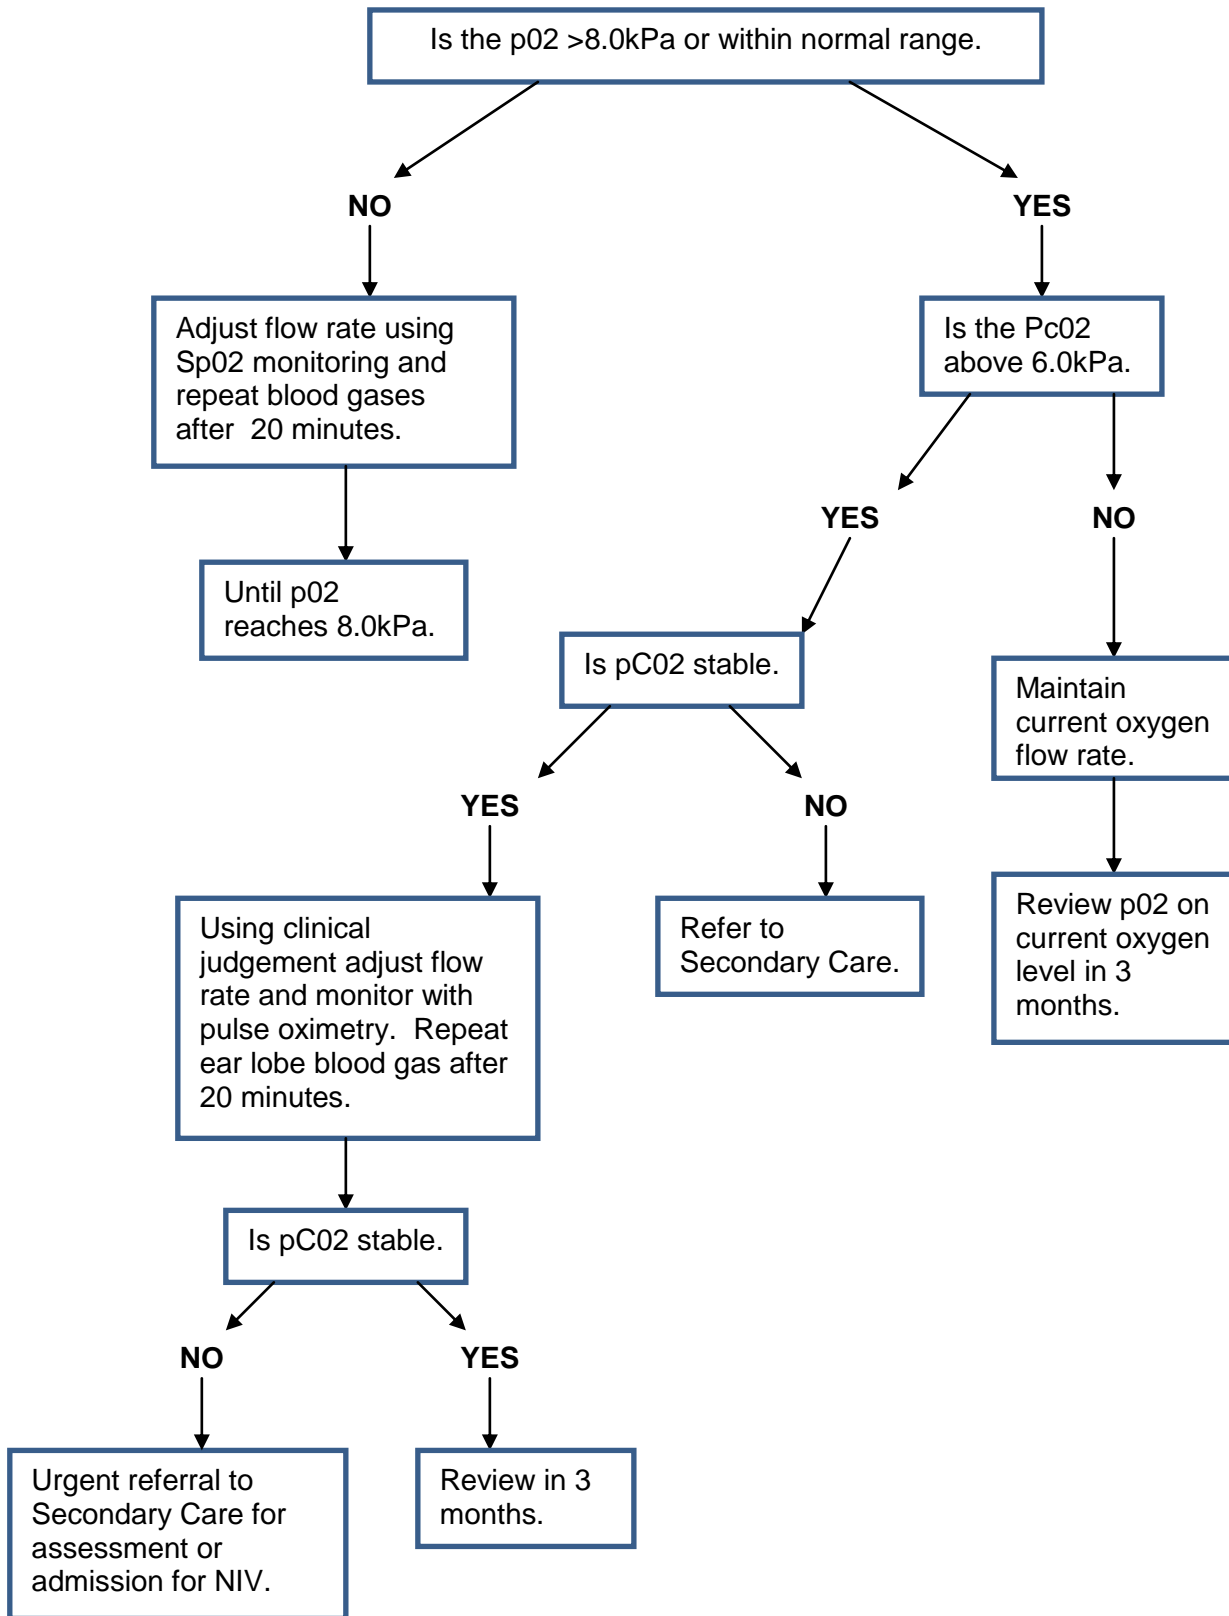 Is the p02 >8.0kPa or within normal range.
NO
YES
Adjust flow rate using
Sp02 monitoring and
repeat blood gases
after  20 minutes.
Is the Pc02
above 6.0kPa.
YES
NO
Until p02
reaches 8.0kPa.
Is pC02 stable.
Maintain
current oxygen
flow rate.
YES
NO
Using clinical
judgement adjust flow
rate and monitor with
pulse oximetry.  Repeat
ear lobe blood gas after
20 minutes.
Refer to
Secondary Care.
Review p02 on
current oxygen
level in 3
months.
Is pC02 stable.
NO
YES
Urgent referral to
Secondary Care for
assessment or
admission for NIV.
Review in 3
months.